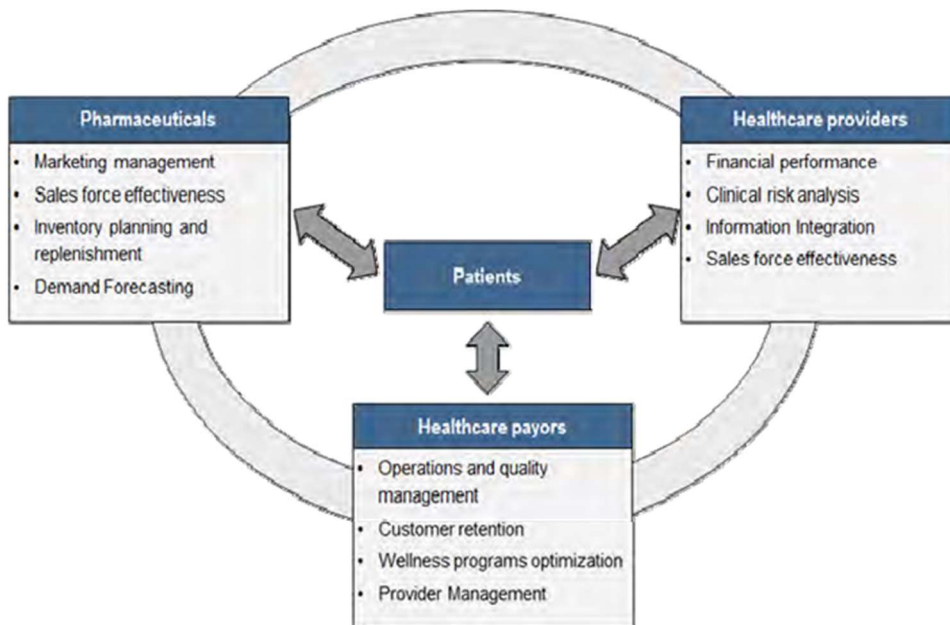 Pharmaceuticals
• Marketing management
• Sales force effectiveness
• Inventory planning and
replenishment
• Demand Forecasting
Healthcare providers
• Financial performance
• Clinical risk analysis
• Information Integration
• Sales force effectiveness
Patients
Healthcare payors
• Operations and quality
management
• Customer retention
• Wellness programs optimization
• Provider Management